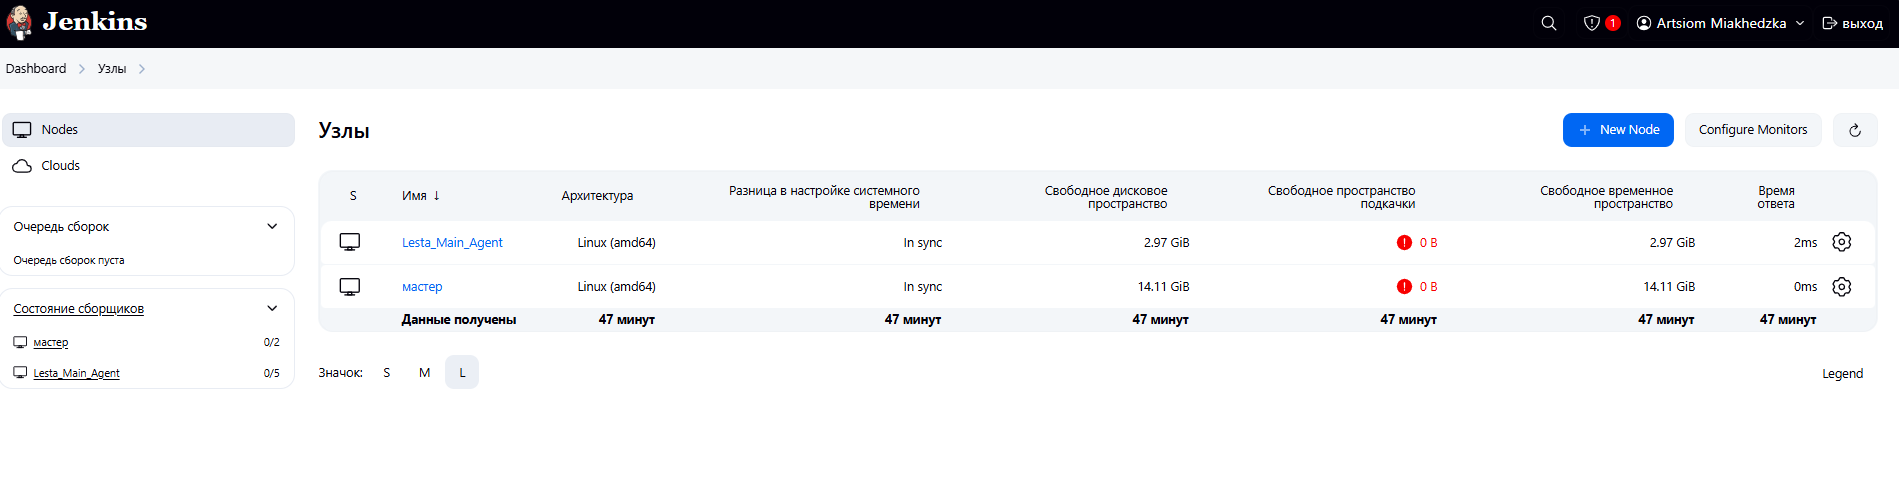 Jenkins
1
Artsiom Miakhedzka
выход
Dashboard
Узлы
Nodes
Clouds
Очередь сборок
Очередь сборок пуста
Состояние сборщиков
мастер 0/2
Lesta_Main_Agent 0/5
Узлы
+ New Node
Configure Monitors
S Имя ↓ Архитектура Разница в настройке системного времени Свободное дисковое пространство Свободное пространство подкачки Свободное временное пространство Время ответа
Lesta_Main_Agent Linux (amd64) In sync 2.97 GiB 0 B 2.97 GiB 2ms
мастер Linux (amd64) In sync 14.11 GiB 0 B 14.11 GiB 0ms
Данные получены 47 минут 47 минут 47 минут 47 минут 47 минут 47 минут
Значок: S M L
Legend